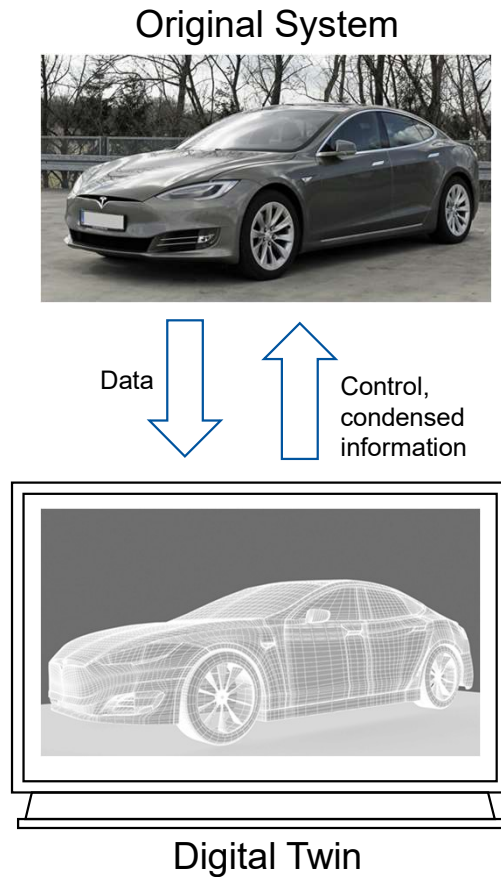 Original System
Data
Control,
condensed
information
Digital Twin